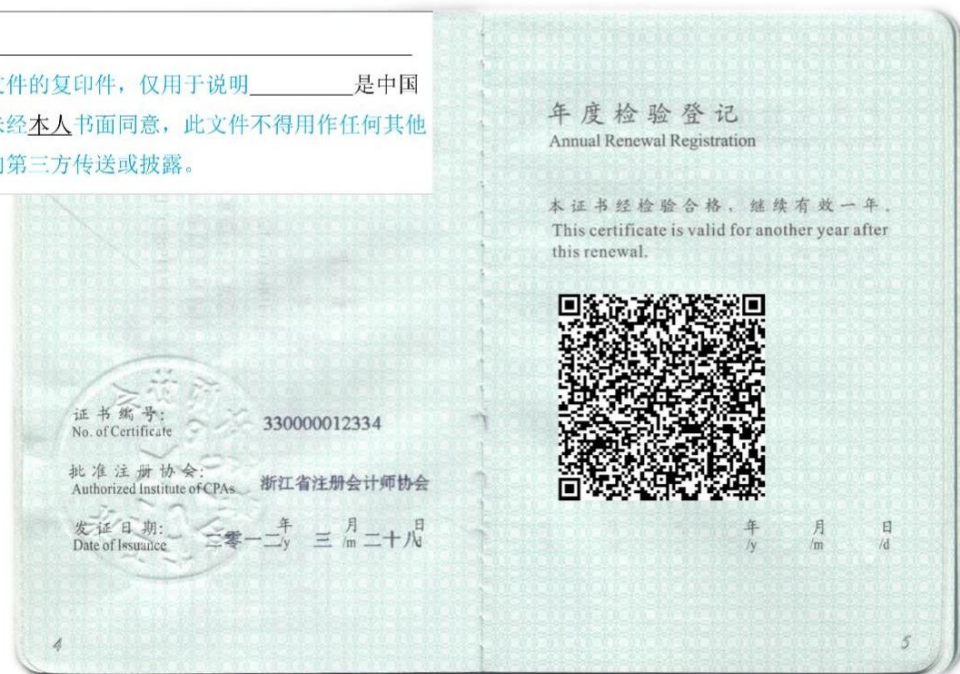 文件的复印件，仅用于说明_________是中国
未经本人书面同意，此文件不得用作任何其他
的第三方传送或披露。
证书编号:
No. of Certificate
330000012334
批准注册协会:
Authorized Institute of CPAs
浙江省注册会计师协会
发证日期:
Date of Issuance
二零一二 年 /y 三 月 /m 二十八 日 /d
4
年度检验登记
Annual Renewal Registration
本证书经检验合格，继续有效一年。
This certificate is valid for another year after
this renewal.
年 月 日
/y /m /d
5